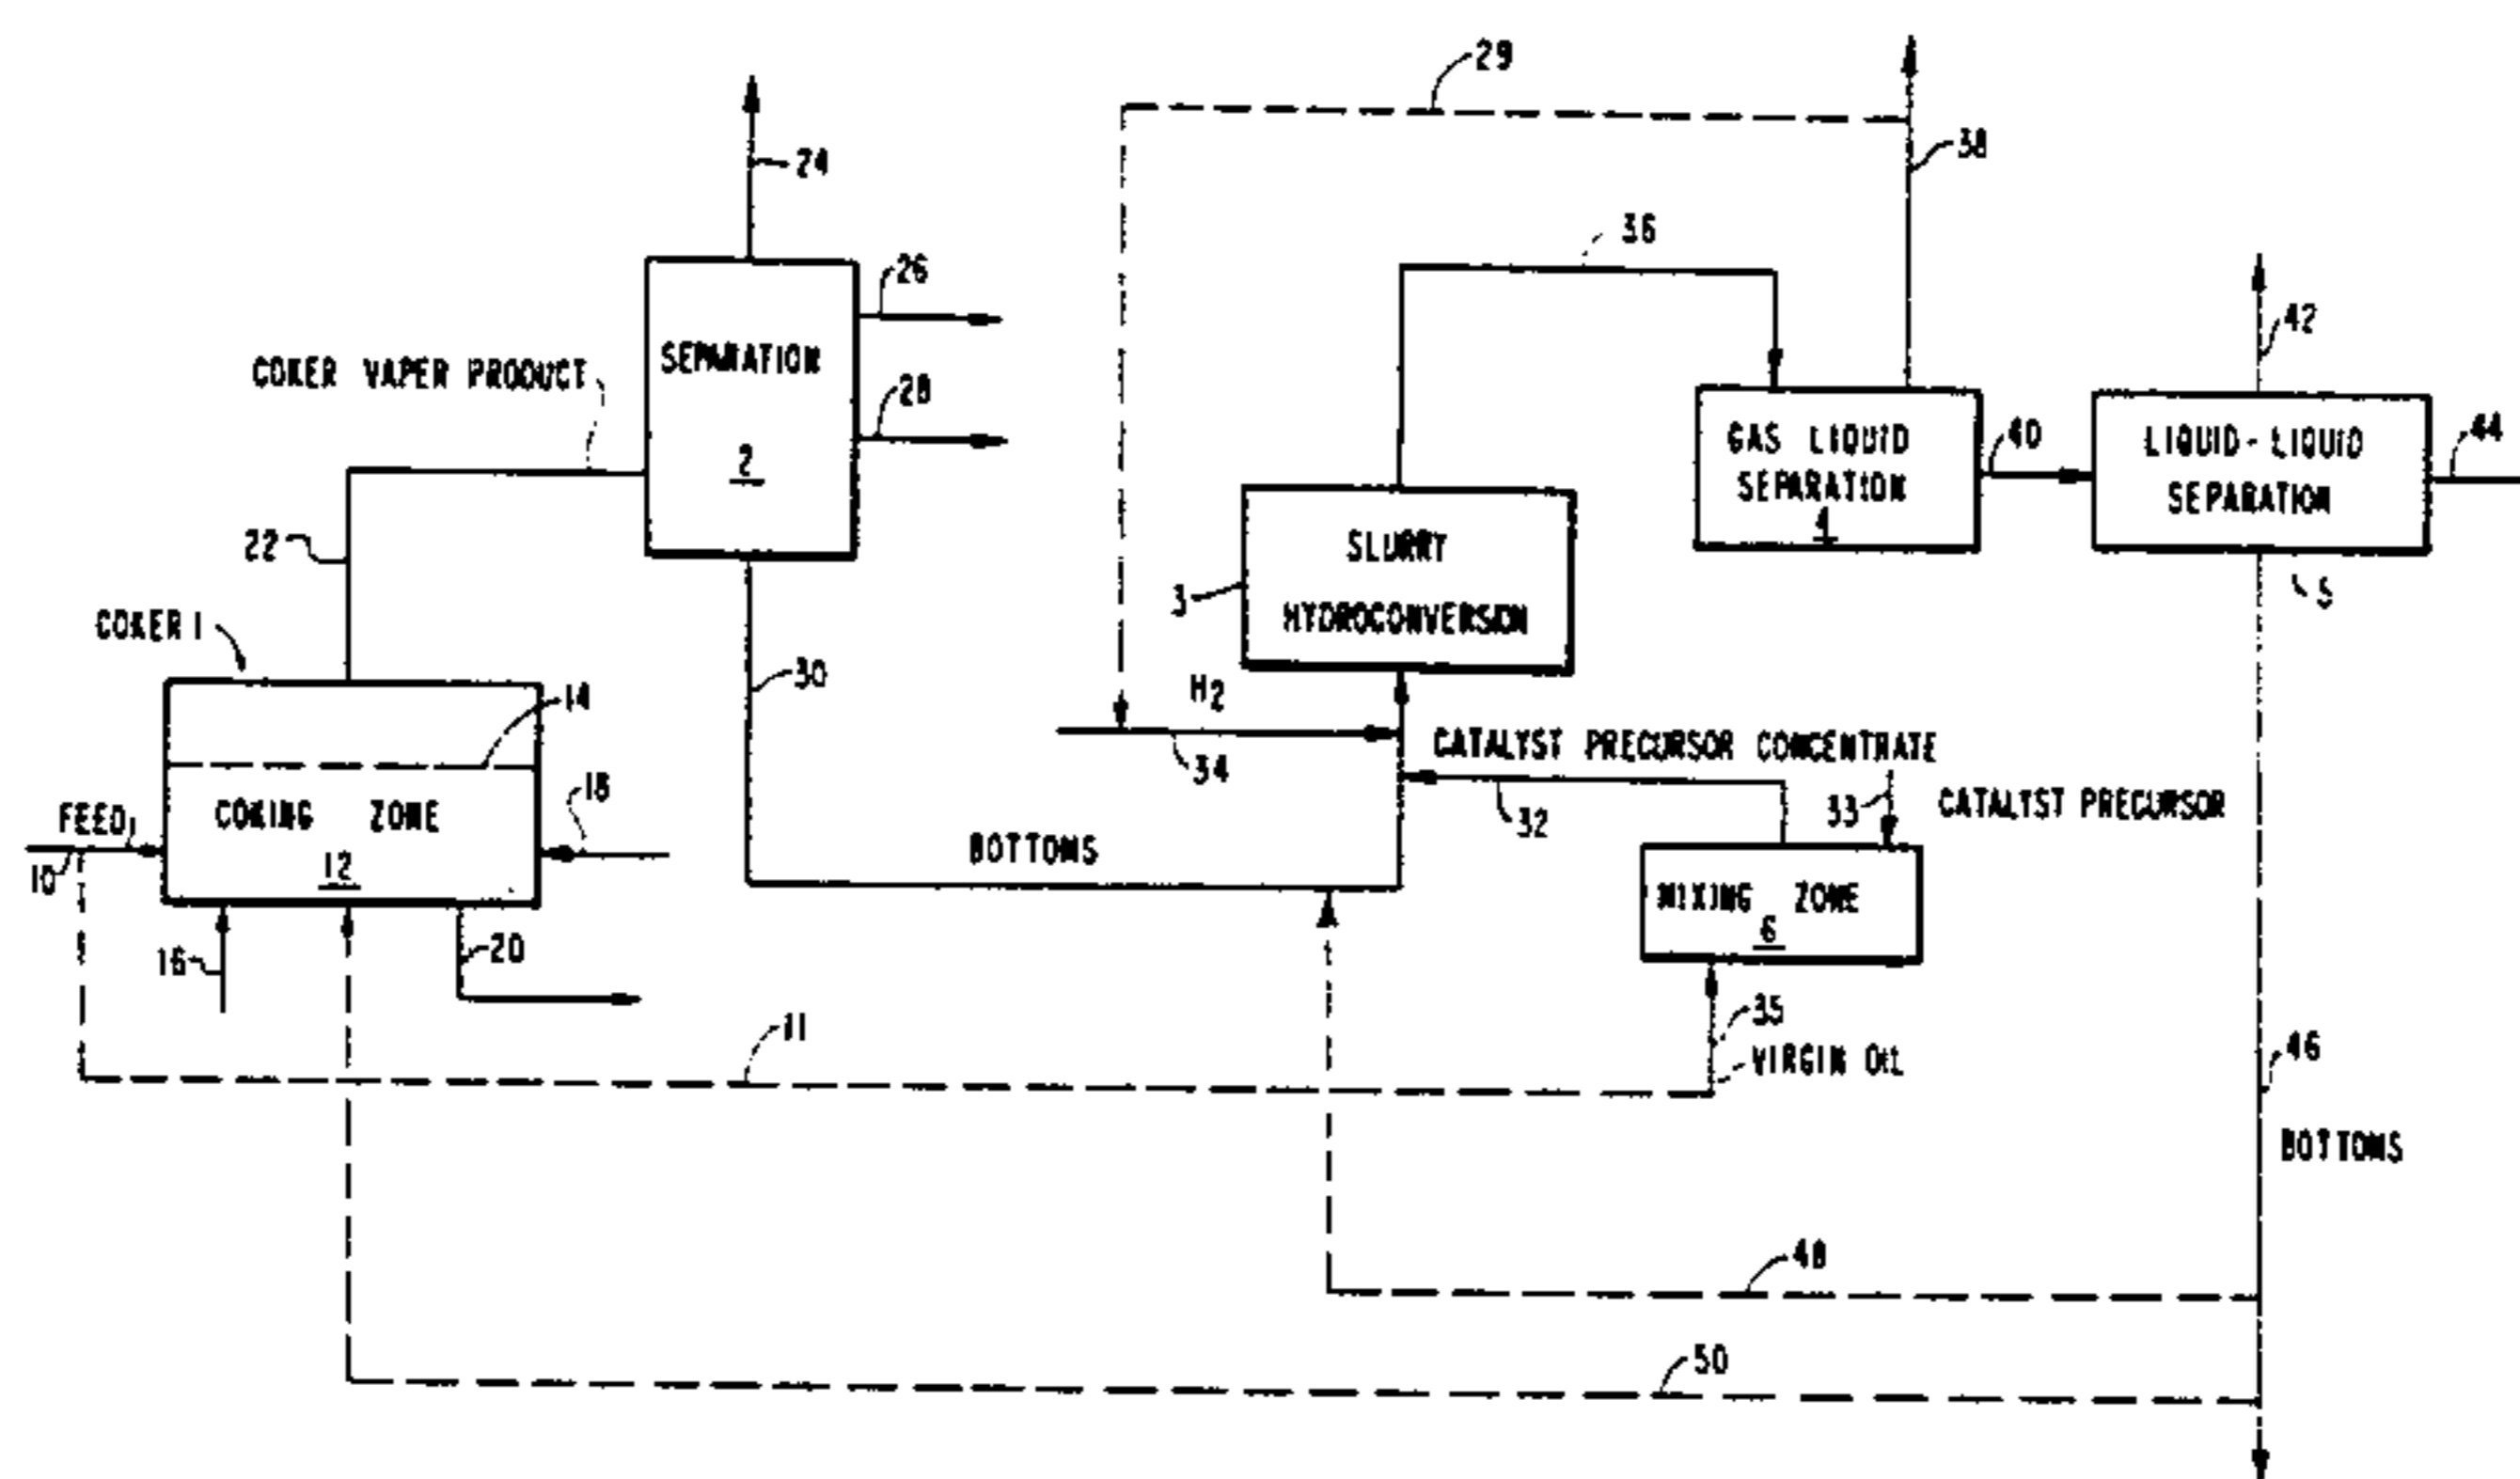 29
38
24
36
26
42
SEPARATION
COKER VAPER PRODUCT
28
2
GAS LIQUID
SEPARATION
4
40
LIQUID-LIQUID
SEPARATION
44
22
SLURRY
HYDROCONVERSION
3
5
COKER 1
30
14
H2
34
CATALYST PRECURSOR CONCENTRATE
18
COKING ZONE
12
FEED
10
32
33
CATALYST PRECURSOR
BOTTOMS
MIXING ZONE
6
16
20
11
35
VIRGIN OIL
46
BOTTOMS
48
50